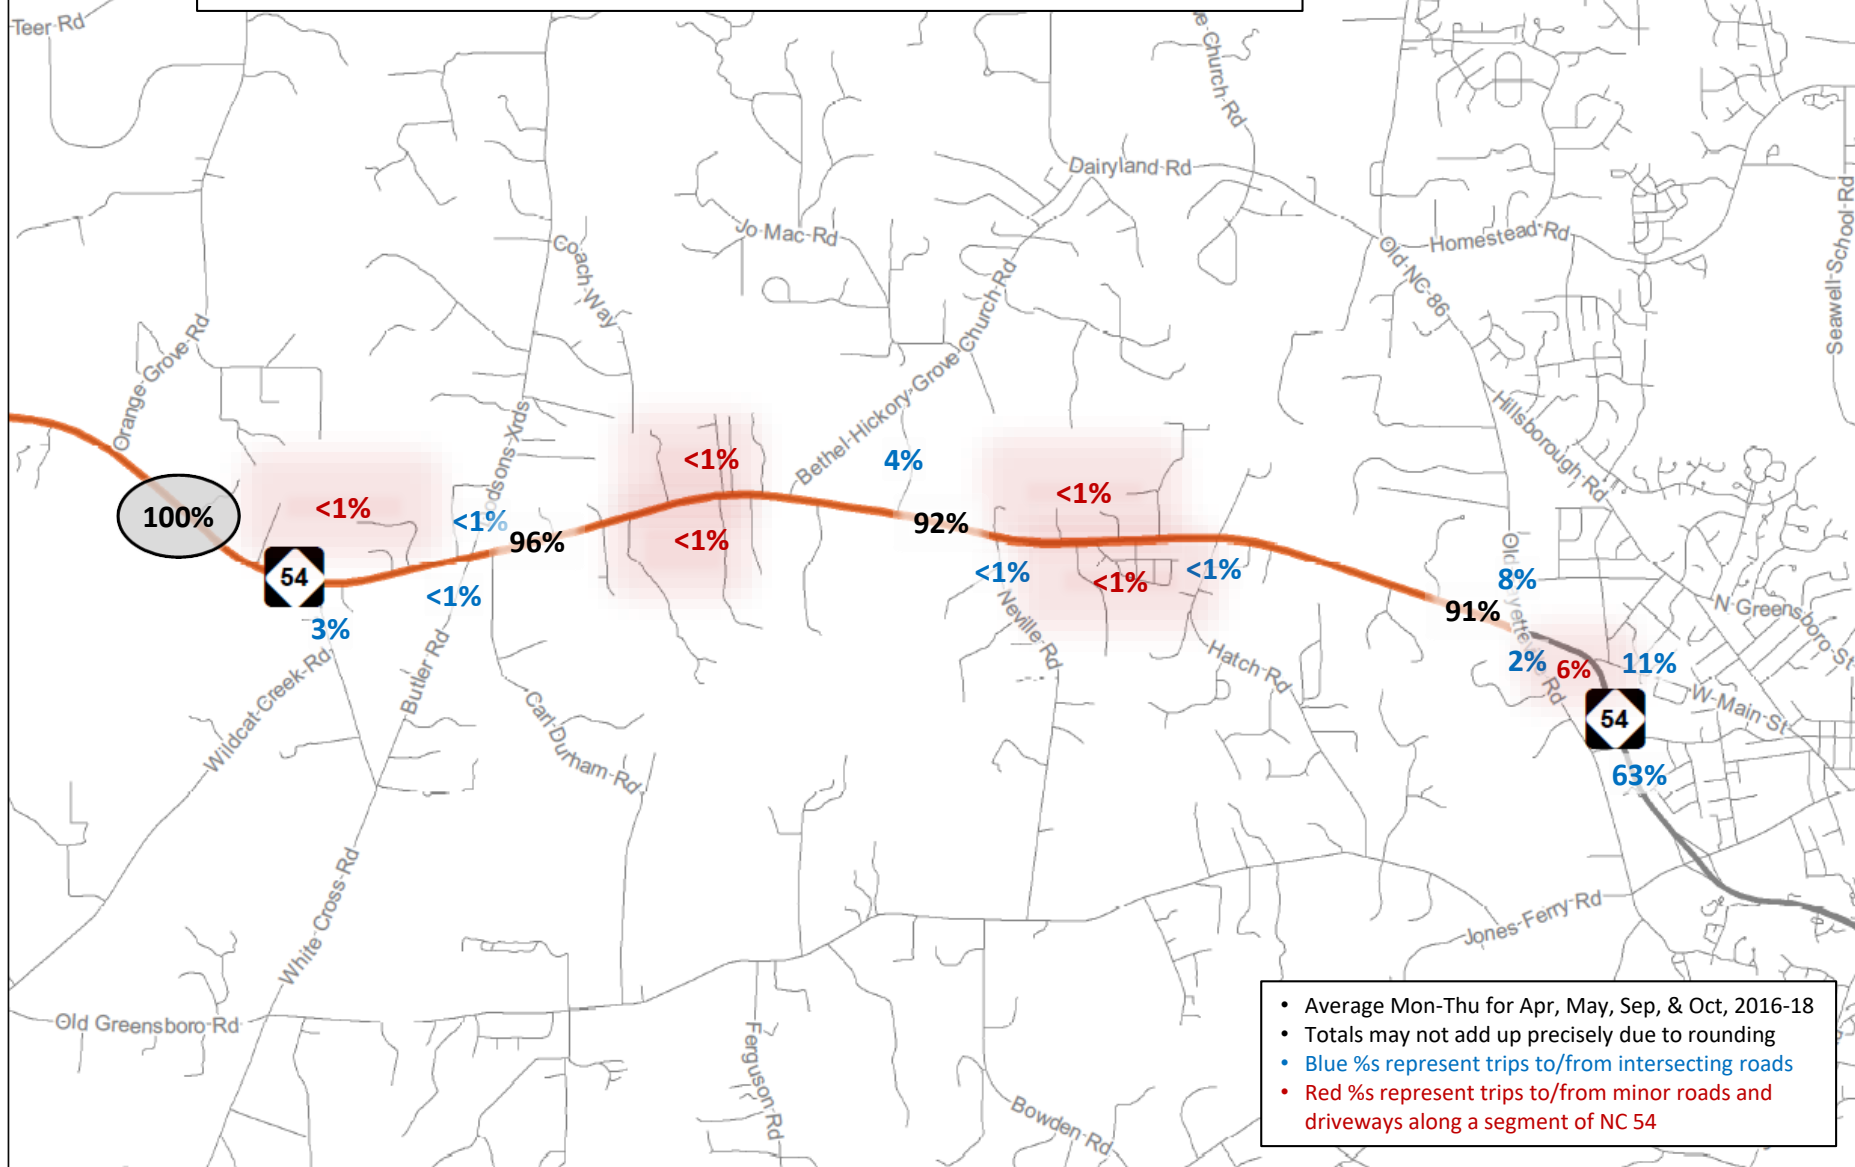 Teer Rd
Church Rd
Dairyland Rd
Seawell School Rd
Jo Mac Rd
Homestead Rd
Coach Way
Old NC 86
Bethel Hickory Grove Church Rd
Orange Grove Rd
Hillsborough Rd
<1%
4%
<1%
<1%
100%
<1%
92%
<1%
96%
<1%
54
<1%
<1%
<1%
8%
<1%
91%
N Greensboro St
3%
Neville Rd
Hatch Rd
2%
6%
11%
Wildcat Creek Rd
Butler Rd
Carl Durham Rd
W Main St
54
63%
White Cross Rd
Jones Ferry Rd
Old Greensboro Rd
Ferguson Rd
Bowden Rd
• Average Mon-Thu for Apr, May, Sep, & Oct, 2016-18
• Totals may not add up precisely due to rounding
• Blue %s represent trips to/from intersecting roads
• Red %s represent trips to/from minor roads and
driveways along a segment of NC 54